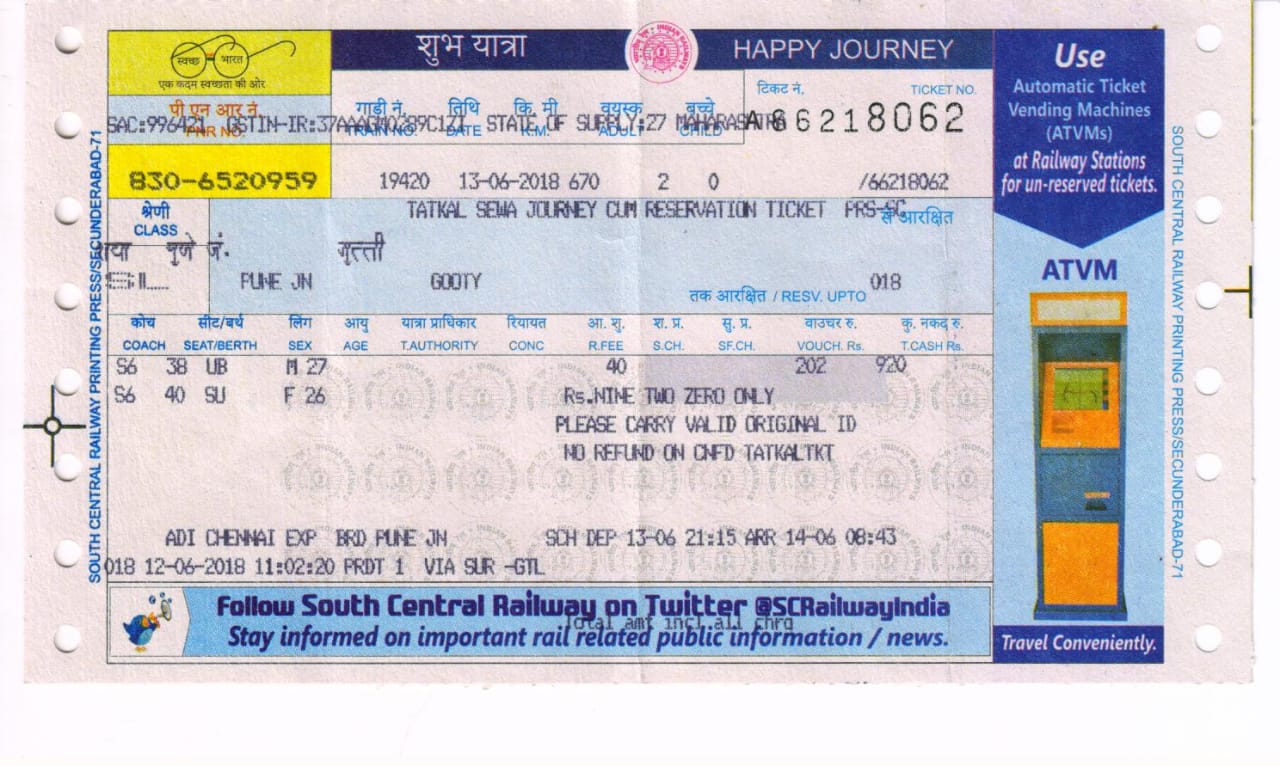 स्वच्छ भारत
एक कदम स्वच्छता की ओर
शुभ यात्रा
HAPPY JOURNEY
पी एन आर नं.
PNR NO.
गाड़ी नं. तिथि कि. मी. वयस्क बच्चे
TRAIN NO. DATE K.M. ADULT CHILD
टिकट नं. TICKET NO.
A66218062
SAC:996421 GSTIN-IR: STATE OF SUPPLY:27 MAHARASHTRA
830-6520959 19420 13-06-2018 670 2 0 /66218062
TATKAL SEWA JOURNEY CUM RESERVATION TICKET PRS-SC
श्रेणी से आरक्षित
CLASS
पुणे जं. गुत्ती
SL PUNE JN GOOTY 018
तक आरक्षित / RESV. UPTO
कोच सीट/बर्थ लिंग आयु यात्रा प्राधिकार रियायत आ. शु. स. प्र. सु. प्र. वाउचर रु. कु. नकद रु.
COACH SEAT/BERTH SEX AGE T.AUTHORITY CONC R.FEE S.CH. SF.CH. VOUCH. Rs. T.CASH Rs.
S6 38 UB M 27 40 202 920
S6 40 SU F 26 Rs.NINE TWO ZERO ONLY
PLEASE CARRY VALID ORIGINAL ID
NO REFUND ON CNFD TATKALTKT
ADI CHENNAI EXP BRD PUNE JN SCH DEP 13-06 21:15 ARR 14-06 08:43
018 12-06-2018 11:02:20 PRDT 1 VIA SUR -GTL
Follow South Central Railway on Twitter @SCRailwayIndia
Total amt incl all chrg
Stay informed on important rail related public information / news.
Use
Automatic Ticket
Vending Machines
(ATVMs)
at Railway Stations
for un-reserved tickets.
ATVM
Travel Conveniently.
SOUTH CENTRAL RAILWAY PRINTING PRESS/SECUNDERABAD-71
SOUTH CENTRAL RAILWAY PRINTING PRESS/SECUNDERABAD-71